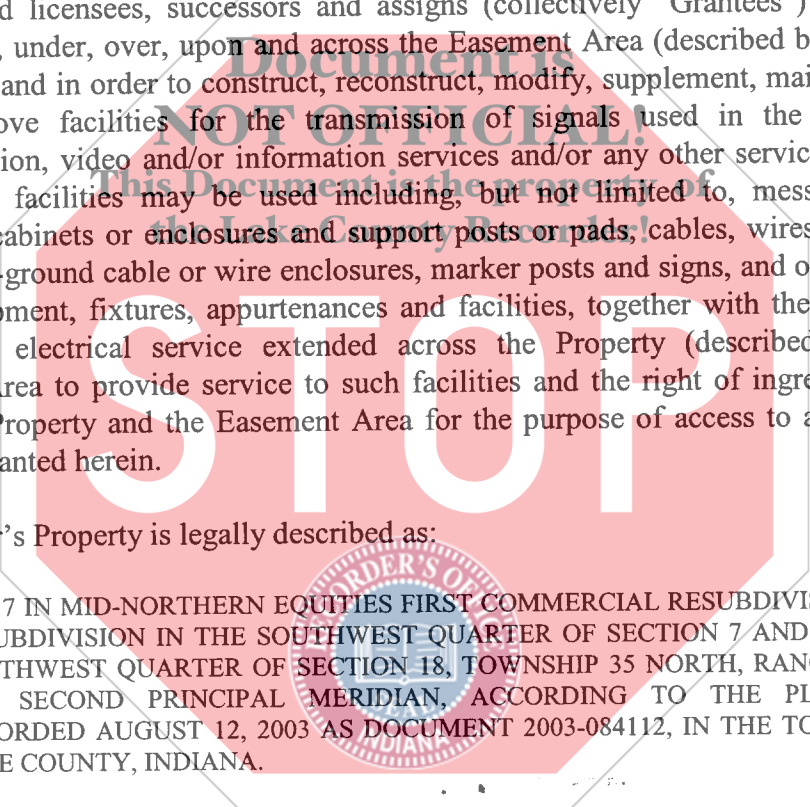 d licensees, successors and assigns (collectively "Grantees")
, under, over, upon and across the Easement Area (described b
Document is
and in order to construct, reconstruct, modify, supplement, mai
ove facilities for the transmission of signals used in the
NOT OFFICIAL!
ion, video and/or information services and/or any other servic
This Document is the property of
facilities may be used including, but not limited to, mess
the Lake County Recorder!
cabinets or enclosures and support posts or pads, cables, wires
-ground cable or wire enclosures, marker posts and signs, and o
pment, fixtures, appurtenances and facilities, together with the
electrical service extended across the Property (described
rea to provide service to such facilities and the right of ingre
Property and the Easement Area for the purpose of access to a
anted herein.
STOP
r's Property is legally described as:
7 IN MID-NORTHERN EQUITIES FIRST COMMERCIAL RESUBDIVI
UBDIVISION IN THE SOUTHWEST QUARTER OF SECTION 7 AND
THWEST QUARTER OF SECTION 18, TOWNSHIP 35 NORTH, RAN
SECOND PRINCIPAL MERIDIAN, ACCORDING TO THE PL
ORDED AUGUST 12, 2003 AS DOCUMENT 2003-084112, IN THE TO
E COUNTY, INDIANA.
RECORDER'S OFFICE
SEAL
INDIANA